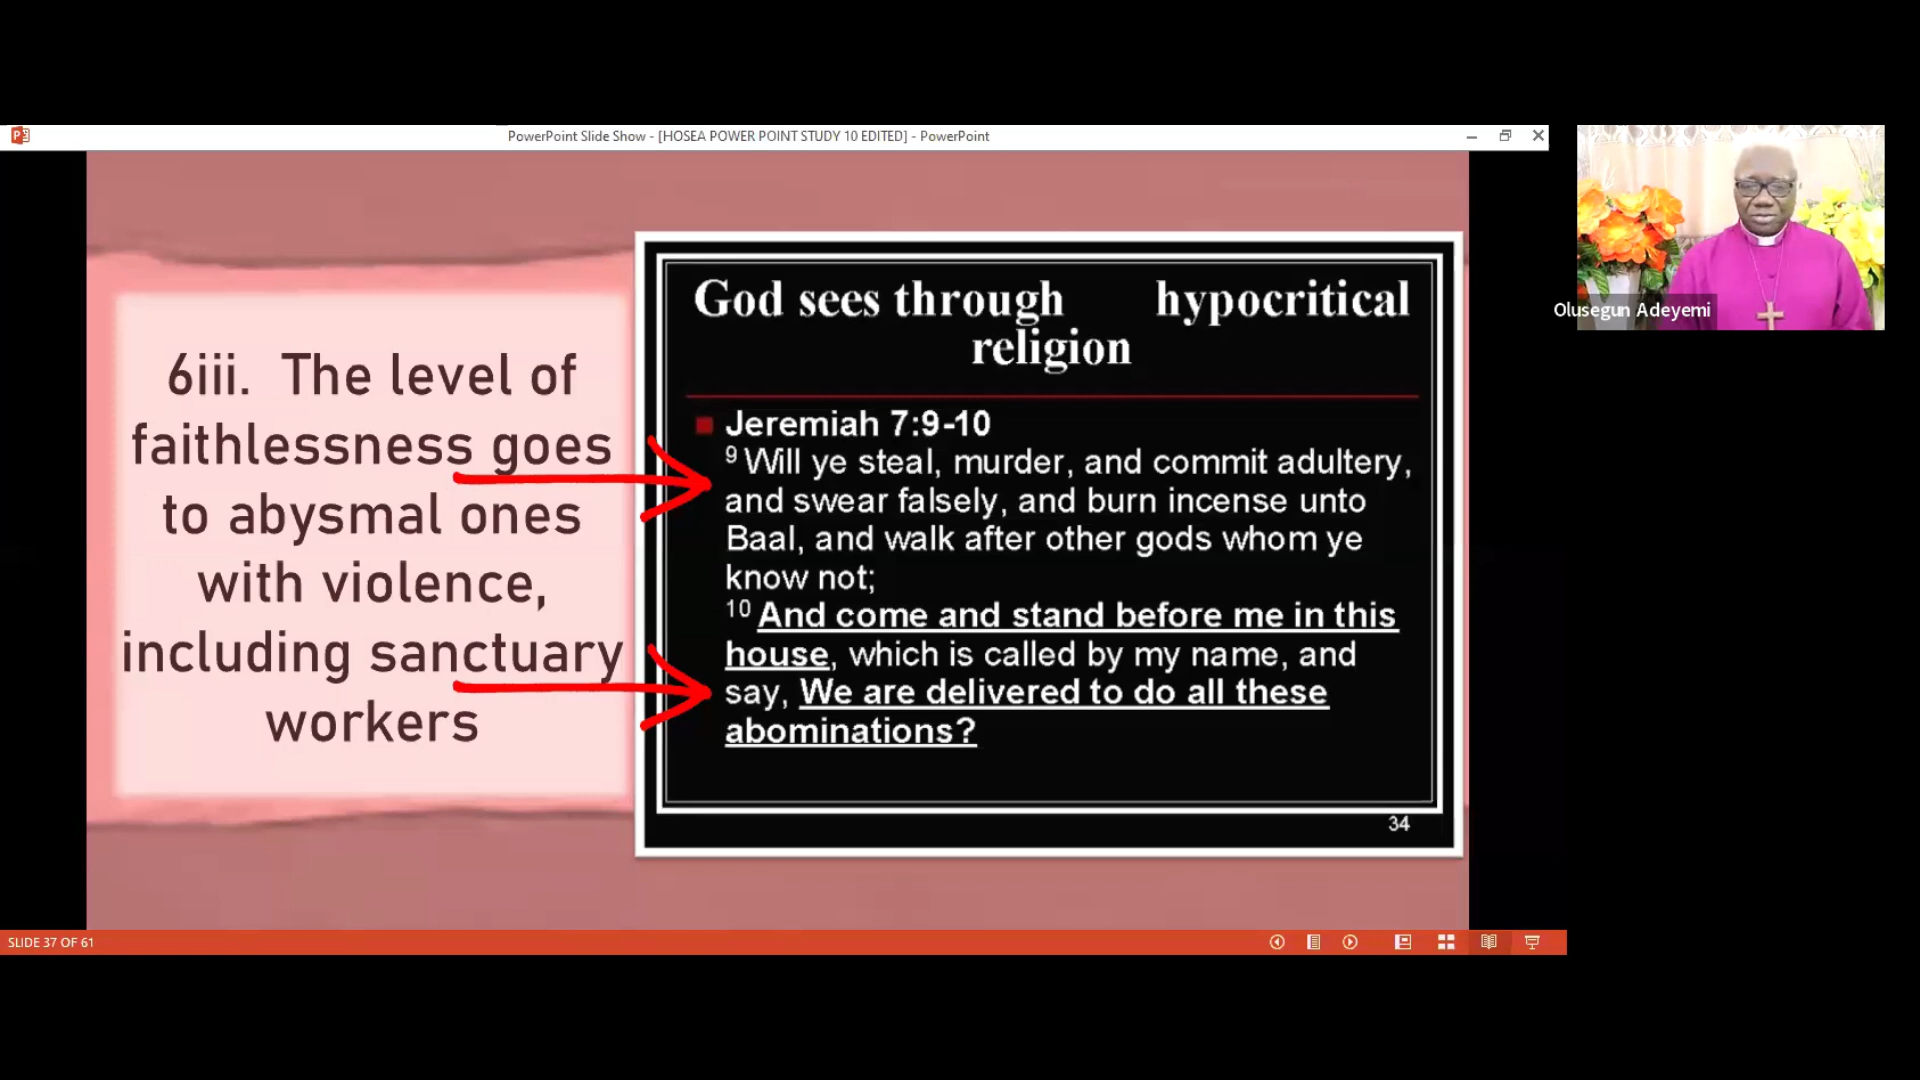 PowerPoint Slide Show - [HOSEA POWER POINT STUDY 10 EDITED] - PowerPoint
6iii. The level of
faithlessness goes
to abysmal ones
with violence,
including sanctuary
workers
God sees through hypocritical
religion
Jeremiah 7:9-10
9 Will ye steal, murder, and commit adultery,
and swear falsely, and burn incense unto
Baal, and walk after other gods whom ye
know not;
10 And come and stand before me in this
house, which is called by my name, and
say, We are delivered to do all these
abominations?
34
Olusegun Adeyemi
SLIDE 37 OF 61